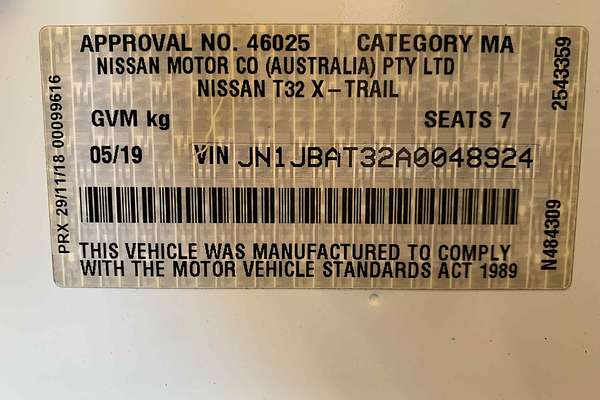 APPROVAL NO. 46025 CATEGORY MA
NISSAN MOTOR CO (AUSTRALIA) PTY LTD
NISSAN T32 X-TRAIL
GVM kg SEATS 7
05/19 VIN JN1JBAT32A0048924
THIS VEHICLE WAS MANUFACTURED TO COMPLY
WITH THE MOTOR VEHICLE STANDARDS ACT 1989
PRX 29/11/18-00099616
2543359
N484309